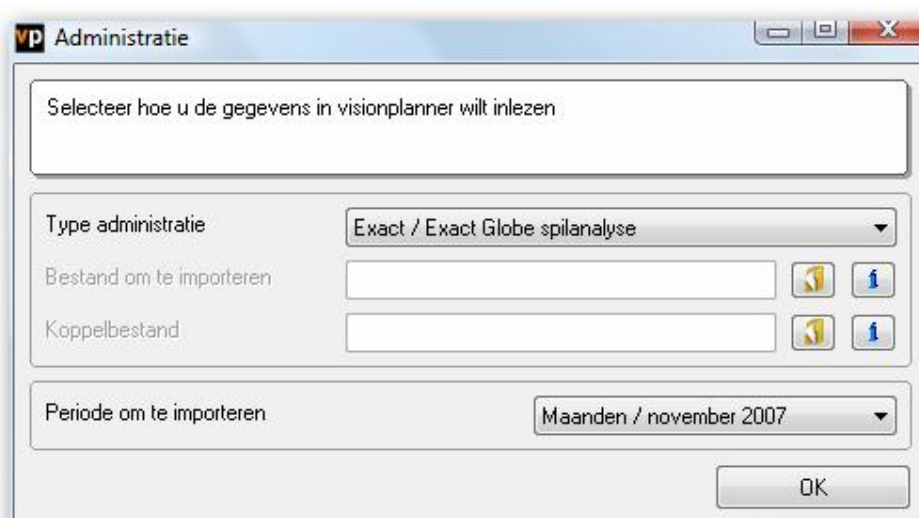 vp Administratie
Selecteer hoe u de gegevens in visionplanner wilt inlezen
Type administratie Exact / Exact Globe spilanalyse
Bestand om te importeren
Koppelbestand
Periode om te importeren Maanden / november 2007
OK